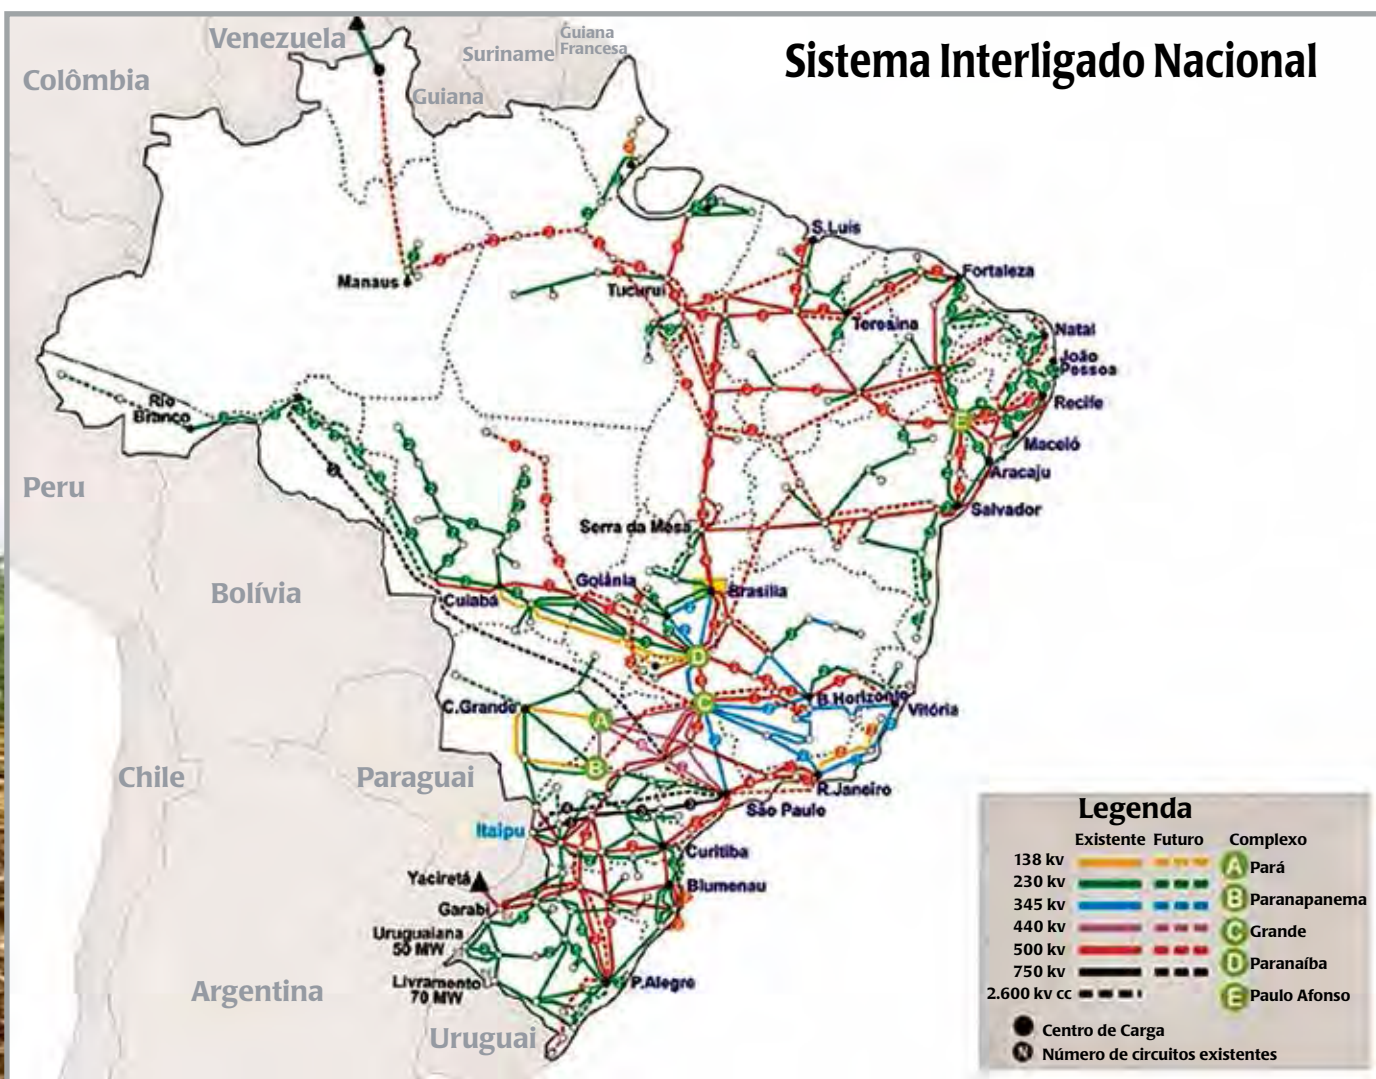 Sistema Interligado Nacional
Venezuela
Suriname
Guiana
Francesa
Colômbia
Guiana
S.Luís
Manaus
Tucuruí
Fortaleza
Teresina
Natal
João
Pessoa
Rio
Branco
Recife
E
Maceió
Aracaju
Peru
Salvador
Serra da Mesa
Bolívia
Goiânia
Brasília
Cuiabá
D
C.Grande
A
C
B.Horizonte
Vitória
B
Chile
Paraguai
R.Janeiro
São Paulo
Itaipu
Curitiba
Yaciretá
Blumenau
Garabi
Uruguaiana
50 MW
Livramento
70 MW
P.Alegre
Argentina
Uruguai
Legenda
Existente Futuro Complexo
138 kv A Pará
230 kv B Paranapanema
345 kv
440 kv C Grande
500 kv D Paranaíba
750 kv
2.600 kv cc E Paulo Afonso
Centro de Carga
N Número de circuitos existentes